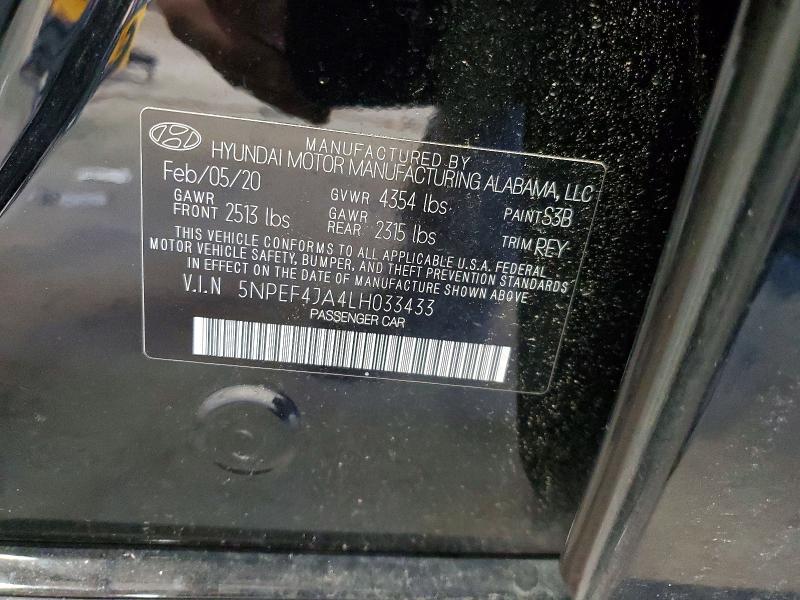 MANUFACTURED BY
HYUNDAI MOTOR MANUFACTURING ALABAMA, LLC
Feb/05/20 GVWR 4354 lbs PAINT S3B
GAWR FRONT 2513 lbs GAWR REAR 2315 lbs TRIM REY
THIS VEHICLE CONFORMS TO ALL APPLICABLE U.S.A. FEDERAL
MOTOR VEHICLE SAFETY, BUMPER, AND THEFT PREVENTION STANDARDS
IN EFFECT ON THE DATE OF MANUFACTURE SHOWN ABOVE
V.I.N 5NPEF4JA4LH033433
PASSENGER CAR